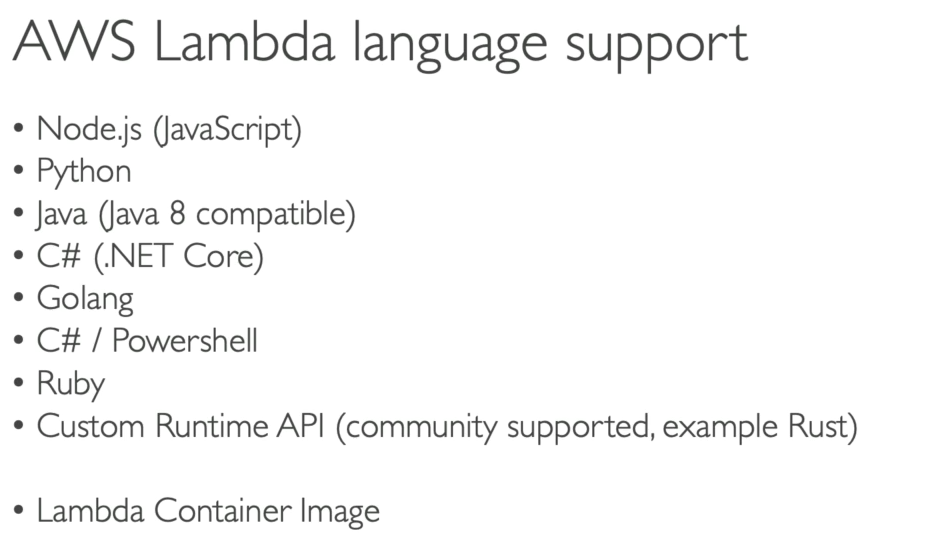 AWS Lambda language support
• Node.js (JavaScript)
• Python
• Java (Java 8 compatible)
• C# (.NET Core)
• Golang
• C# / Powershell
• Ruby
• Custom Runtime API (community supported, example Rust)
• Lambda Container Image